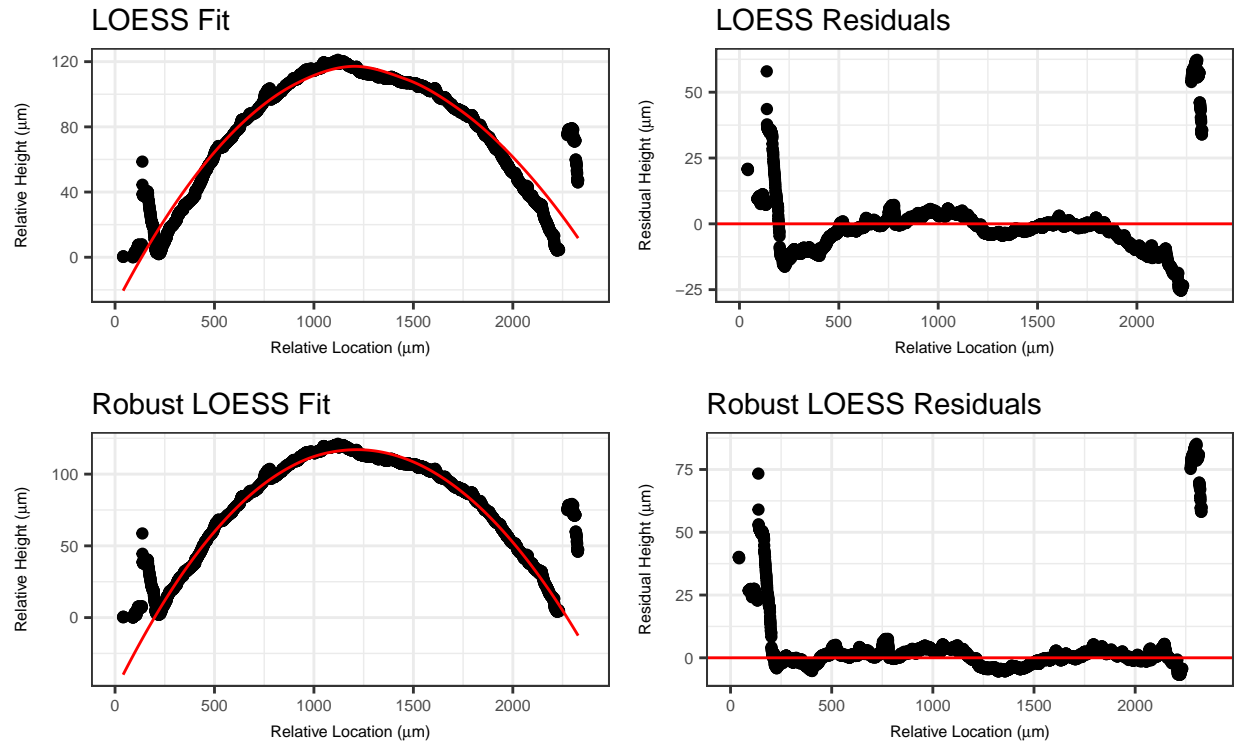 LOESS Fit
120
80
40
0
Relative Height (μm)
0 500 1000 1500 2000
Relative Location (μm)
LOESS Residuals
50
25
0
−25
Residual Height (μm)
0 500 1000 1500 2000
Relative Location (μm)
Robust LOESS Fit
100
50
0
Relative Height (μm)
0 500 1000 1500 2000
Relative Location (μm)
Robust LOESS Residuals
75
50
25
0
Residual Height (μm)
0 500 1000 1500 2000
Relative Location (μm)